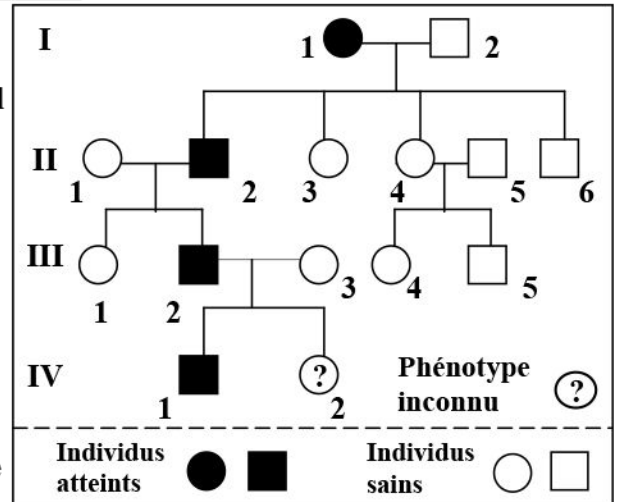 I
1
2
II
1
2
3
4
5
6
III
1
2
3
4
5
IV
1
?
2
Phénotype
inconnu
?
Individus
atteints
Individus
sains